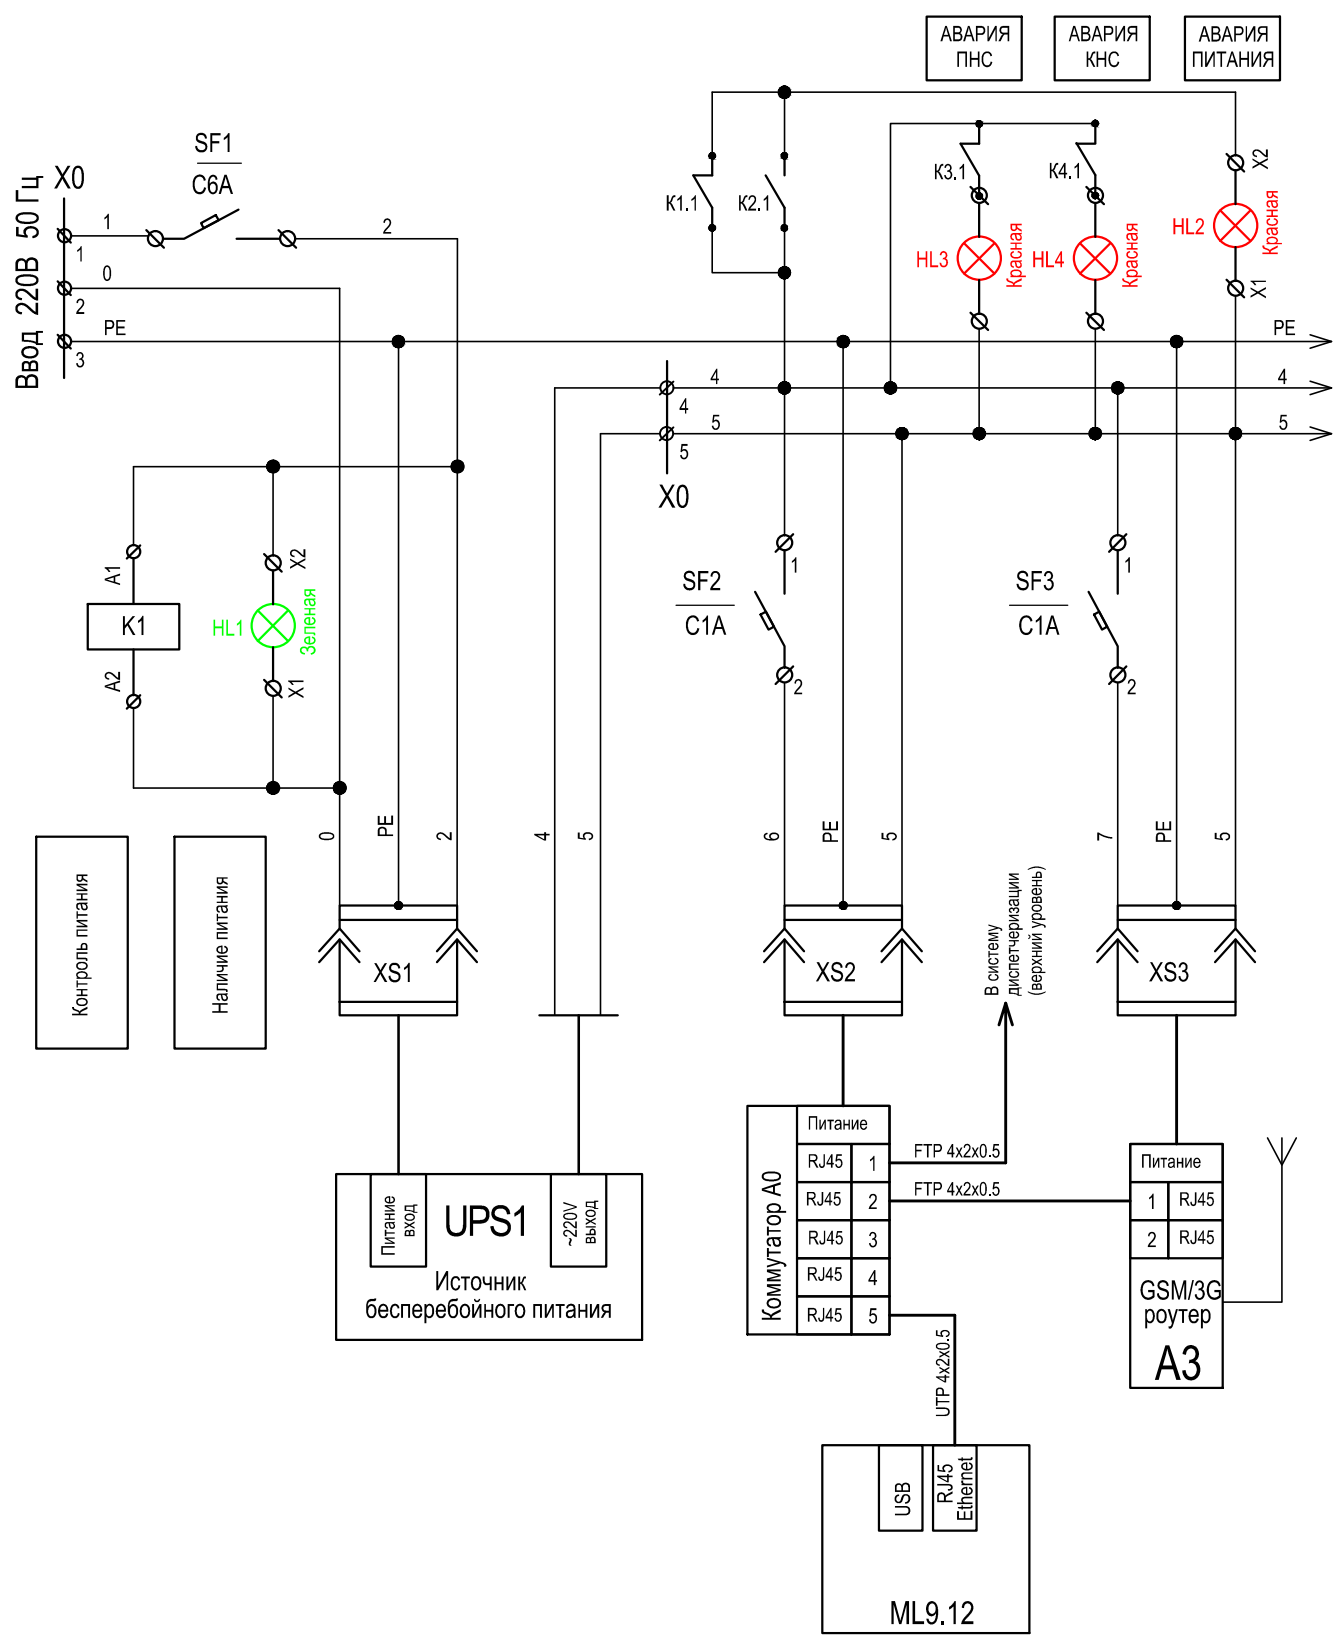 АВАРИЯ
ПНС
АВАРИЯ
КНС
АВАРИЯ
ПИТАНИЯ
Ввод 220В 50 Гц
X0
SF1
C6A
1
2
1
0
2
PE
3
K1.1
K2.1
K3.1
K4.1
HL3
Красная
HL4
Красная
HL2
Красная
X2
X1
PE
4
4
4
5
5
5
X0
A1
K1
A2
HL1
Зеленая
X2
X1
SF2
C1A
1
2
SF3
C1A
1
2
Контроль питания
Наличие питания
0
PE
2
4
5
6
PE
5
7
PE
5
XS1
XS2
XS3
В систему
диспетчеризации
(верхний уровень)
Питание
вход
UPS1
~220V
выход
Источник
бесперебойного питания
Коммутатор A0
Питание
RJ45 1
RJ45 2
RJ45 3
RJ45 4
RJ45 5
FTP 4x2x0.5
FTP 4x2x0.5
UTP 4x2x0.5
Питание
1 RJ45
2 RJ45
GSM/3G
роутер
A3
USB
RJ45
Ethernet
ML9.12